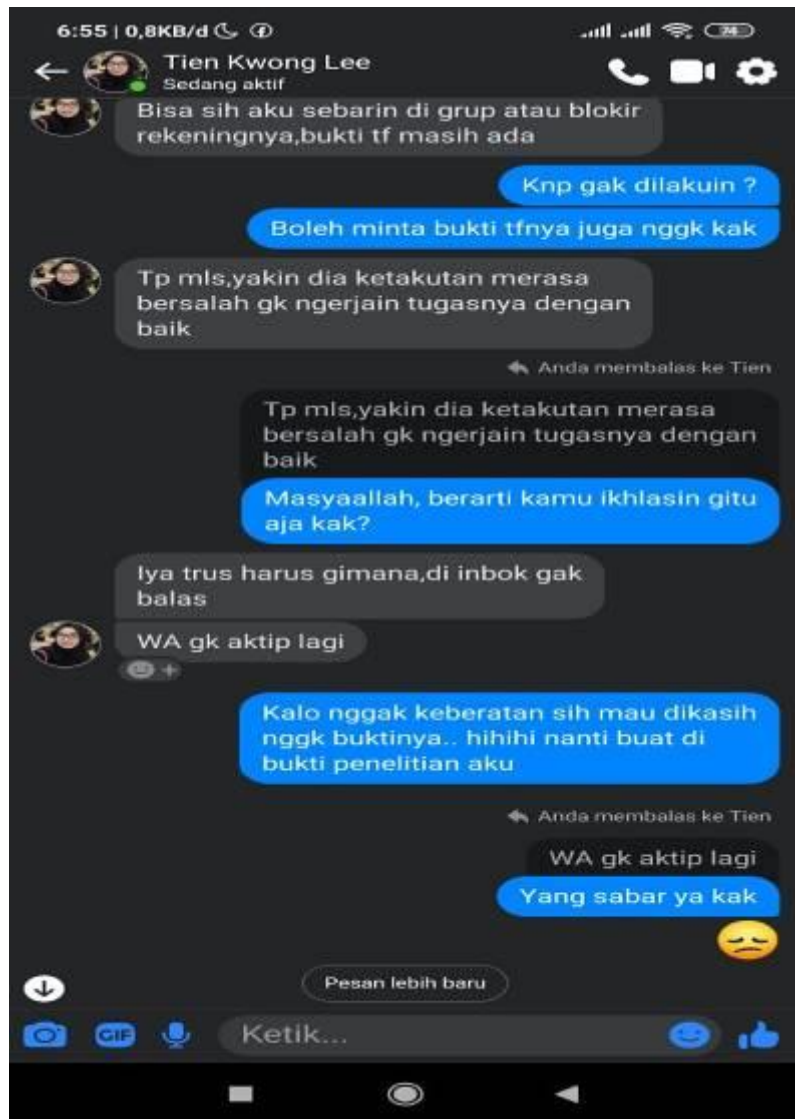 6:55 | 0,8KB/d
74
Tien Kwong Lee
Sedang aktif
Bisa sih aku sebarin di grup atau blokir
rekeningnya,bukti tf masih ada
Knp gak dilakuin ?
Boleh minta bukti tfnya juga nggk kak
Tp mls,yakin dia ketakutan merasa
bersalah gk ngerjain tugasnya dengan
baik
Anda membalas ke Tien
Tp mls,yakin dia ketakutan merasa
bersalah gk ngerjain tugasnya dengan
baik
Masyaallah, berarti kamu ikhlasin gitu
aja kak?
Iya trus harus gimana,di inbok gak
balas
WA gk aktip lagi
Kalo nggak keberatan sih mau dikasih
nggk buktinya.. hihihi nanti buat di
bukti penelitian aku
Anda membalas ke Tien
WA gk aktip lagi
Yang sabar ya kak
Pesan lebih baru
GIF
Ketik...